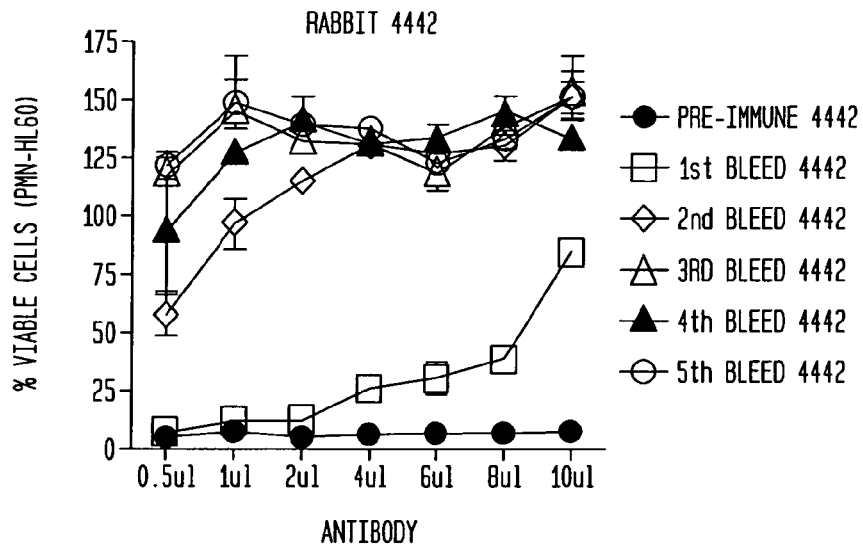 RABBIT 4442
% VIABLE CELLS (PMN-HL60)
175
150
125
100
75
50
25
0
0.5ul 1ul 2ul 4ul 6ul 8ul 10ul
ANTIBODY
PRE-IMMUNE 4442
1st BLEED 4442
2nd BLEED 4442
3RD BLEED 4442
4th BLEED 4442
5th BLEED 4442